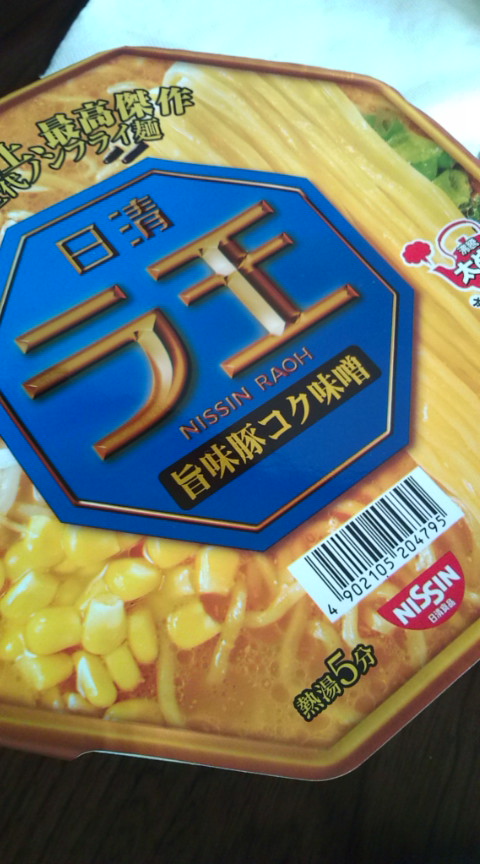 最高傑作
代ノンフライ麺
日清
ラ王
NISSIN RAOH
旨味豚コク味噌
4 902105 204795
NISSIN
日清食品
熱湯5分